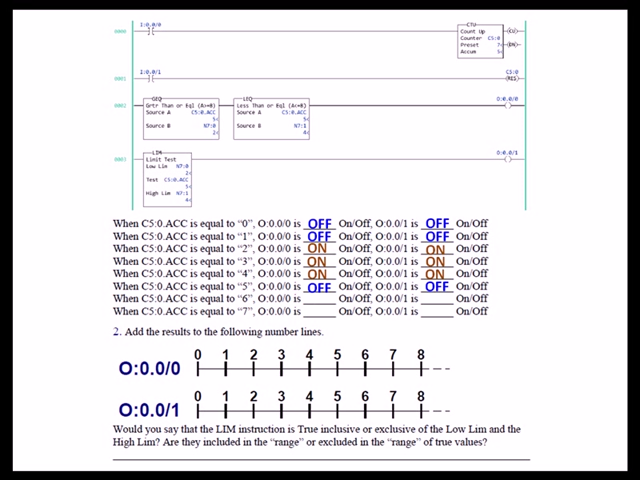 I:0.0/0
CTU
0000
Count Up
(CU)
Counter C5:0
Preset 7<
(DN)
Accum 5<
I:0.0/1
C5:0
0001
(RES)
GEQ
LEQ
O:0.0/0
0002
Grtr Than or Eql (A>=B)
Less Than or Eql (A<=B)
Source A C5:0.ACC
Source A C5:0.ACC
5<
5<
Source B N7:0
Source B N7:1
2<
4<
LIM
O:0.0/1
0003
Limit Test
Low Lim N7:0
2<
Test C5:0.ACC
5<
High Lim N7:1
4<
When C5:0.ACC is equal to “0”, O:0.0/0 is OFF On/Off, O:0.0/1 is OFF On/Off
When C5:0.ACC is equal to “1”, O:0.0/0 is OFF On/Off, O:0.0/1 is OFF On/Off
When C5:0.ACC is equal to “2”, O:0.0/0 is ON On/Off, O:0.0/1 is ON On/Off
When C5:0.ACC is equal to “3”, O:0.0/0 is ON On/Off, O:0.0/1 is ON On/Off
When C5:0.ACC is equal to “4”, O:0.0/0 is ON On/Off, O:0.0/1 is ON On/Off
When C5:0.ACC is equal to “5”, O:0.0/0 is OFF On/Off, O:0.0/1 is OFF On/Off
When C5:0.ACC is equal to “6”, O:0.0/0 is ______ On/Off, O:0.0/1 is ______ On/Off
When C5:0.ACC is equal to “7”, O:0.0/0 is ______ On/Off, O:0.0/1 is ______ On/Off
2. Add the results to the following number lines.
0 1 2 3 4 5 6 7 8
O:0.0/0
0 1 2 3 4 5 6 7 8
O:0.0/1
Would you say that the LIM instruction is True inclusive or exclusive of the Low Lim and the
High Lim? Are they included in the “range” or excluded in the “range” of true values?